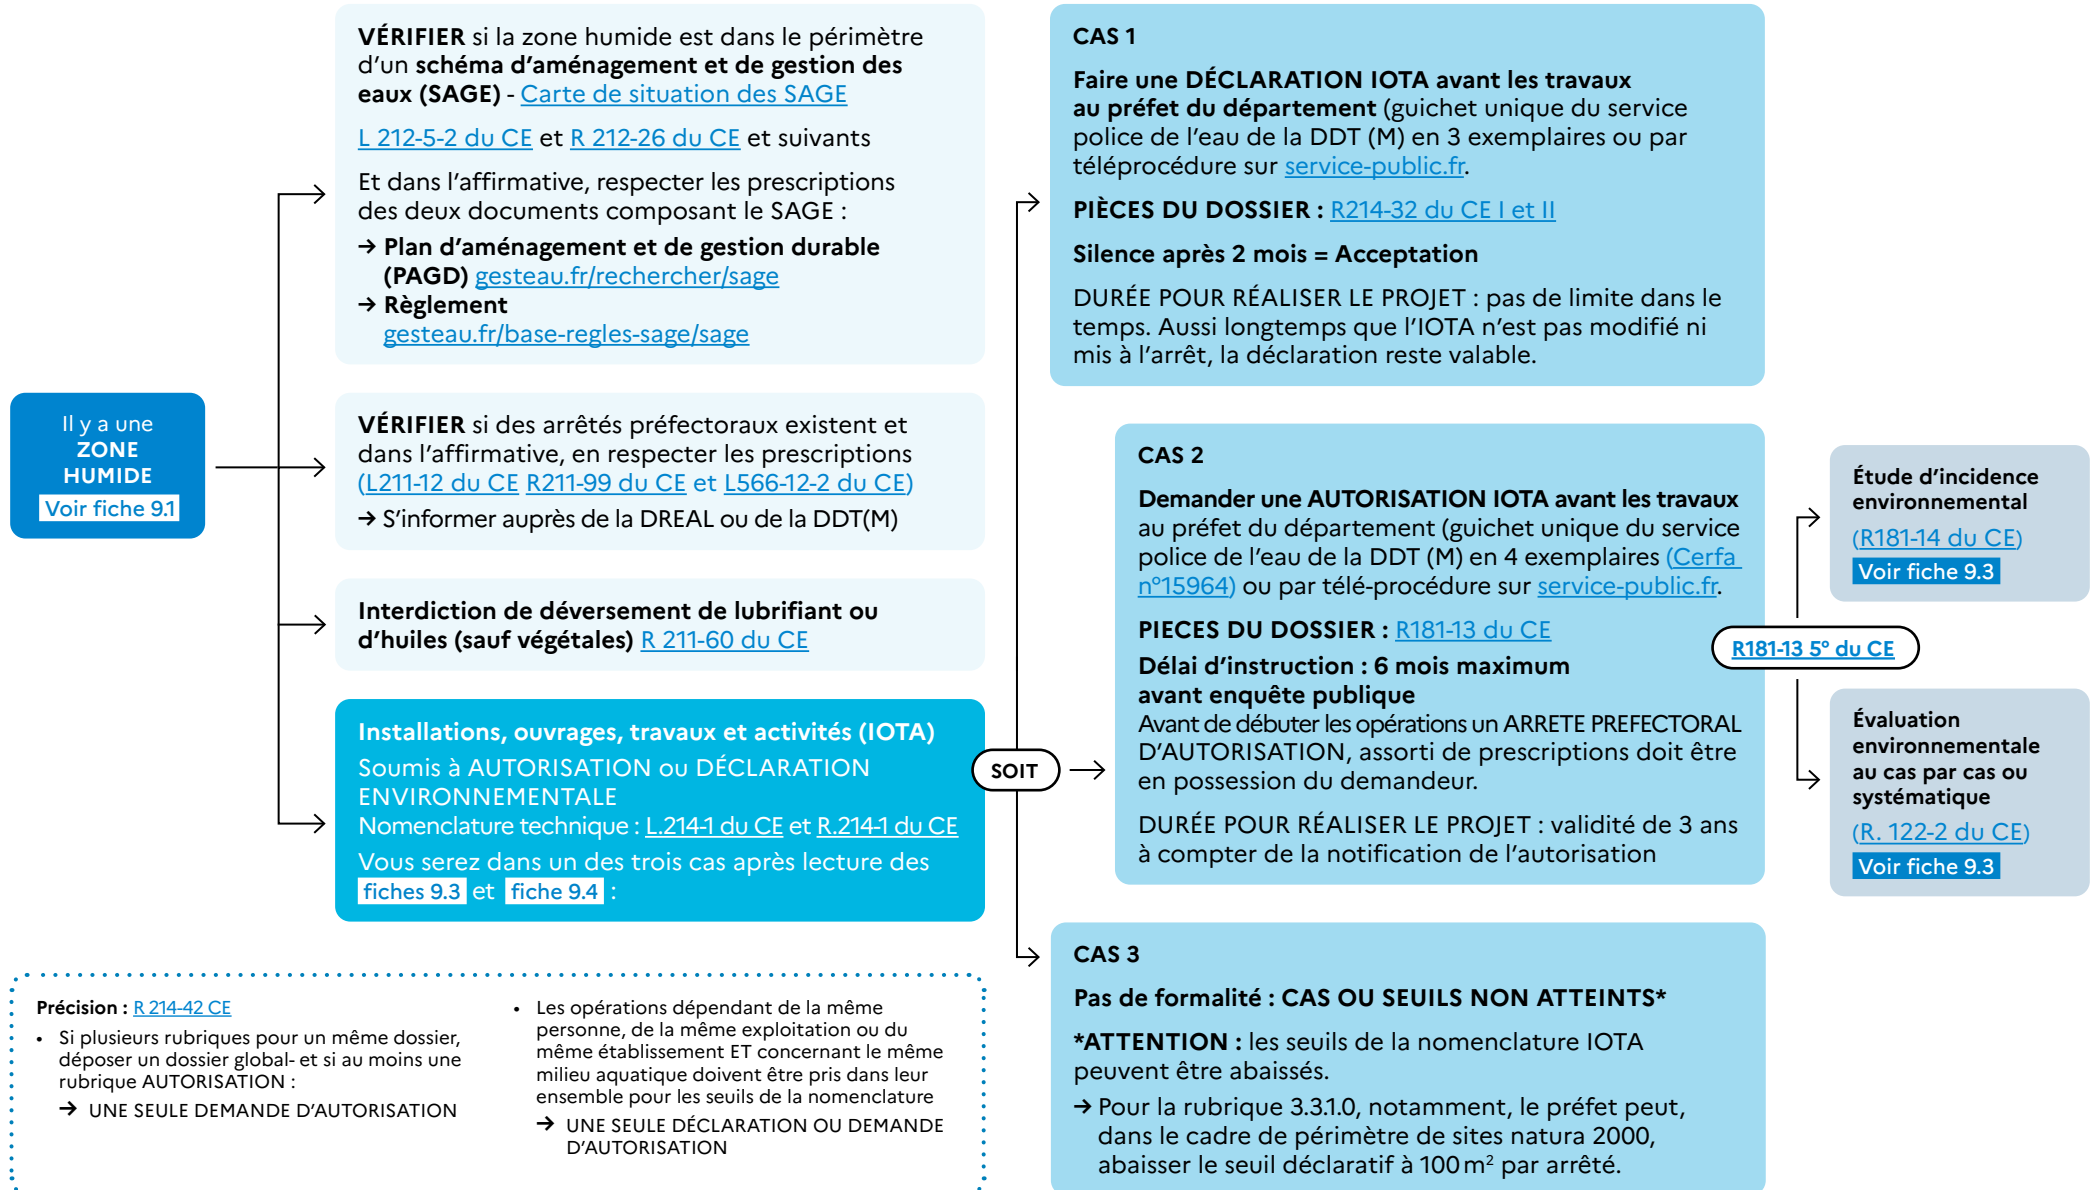 Il y a une
ZONE
HUMIDE
Voir fiche 9.1
VÉRIFIER si la zone humide est dans le périmètre
d'un schéma d'aménagement et de gestion des
eaux (SAGE) - Carte de situation des SAGE
L 212-5-2 du CE et R 212-26 du CE et suivants
Et dans l'affirmative, respecter les prescriptions
des deux documents composant le SAGE :
→ Plan d'aménagement et de gestion durable
(PAGD) gesteau.fr/rechercher/sage
→ Règlement
gesteau.fr/base-regles-sage/sage
VÉRIFIER si des arrêtés préfectoraux existent et
dans l'affirmative, en respecter les prescriptions
(L211-12 du CE R211-99 du CE et L566-12-2 du CE)
→ S'informer auprès de la DREAL ou de la DDT(M)
Interdiction de déversement de lubrifiant ou
d'huiles (sauf végétales) R 211-60 du CE
Installations, ouvrages, travaux et activités (IOTA)
Soumis à AUTORISATION ou DÉCLARATION
ENVIRONNEMENTALE
Nomenclature technique : L.214-1 du CE et R.214-1 du CE
Vous serez dans un des trois cas après lecture des
fiches 9.3 et fiche 9.4 :
SOIT
CAS 1
Faire une DÉCLARATION IOTA avant les travaux
au préfet du département (guichet unique du service
police de l'eau de la DDT (M) en 3 exemplaires ou par
téléprocédure sur service-public.fr.
PIÈCES DU DOSSIER : R214-32 du CE I et II
Silence après 2 mois = Acceptation
DURÉE POUR RÉALISER LE PROJET : pas de limite dans le
temps. Aussi longtemps que l'IOTA n'est pas modifié ni
mis à l'arrêt, la déclaration reste valable.
CAS 2
Demander une AUTORISATION IOTA avant les travaux
au préfet du département (guichet unique du service
police de l'eau de la DDT (M) en 4 exemplaires (Cerfa
n°15964) ou par télé-procédure sur service-public.fr.
PIECES DU DOSSIER : R181-13 du CE
Délai d'instruction : 6 mois maximum
avant enquête publique
Avant de débuter les opérations un ARRETE PREFECTORAL
D'AUTORISATION, assorti de prescriptions doit être
en possession du demandeur.
DURÉE POUR RÉALISER LE PROJET : validité de 3 ans
à compter de la notification de l'autorisation
R181-13 5° du CE
Étude d'incidence
environnemental
(R181-14 du CE)
Voir fiche 9.3
Évaluation
environnementale
au cas par cas ou
systématique
(R. 122-2 du CE)
Voir fiche 9.3
CAS 3
Pas de formalité : CAS OU SEUILS NON ATTEINTS*
*ATTENTION : les seuils de la nomenclature IOTA
peuvent être abaissés.
→ Pour la rubrique 3.3.1.0, notamment, le préfet peut,
dans le cadre de périmètre de sites natura 2000,
abaisser le seuil déclaratif à 100 m² par arrêté.
Précision : R 214-42 CE
• Si plusieurs rubriques pour un même dossier,
déposer un dossier global- et si au moins une
rubrique AUTORISATION :
→ UNE SEULE DEMANDE D'AUTORISATION
• Les opérations dépendant de la même
personne, de la même exploitation ou du
même établissement ET concernant le même
milieu aquatique doivent être pris dans leur
ensemble pour les seuils de la nomenclature
→ UNE SEULE DÉCLARATION OU DEMANDE
D'AUTORISATION